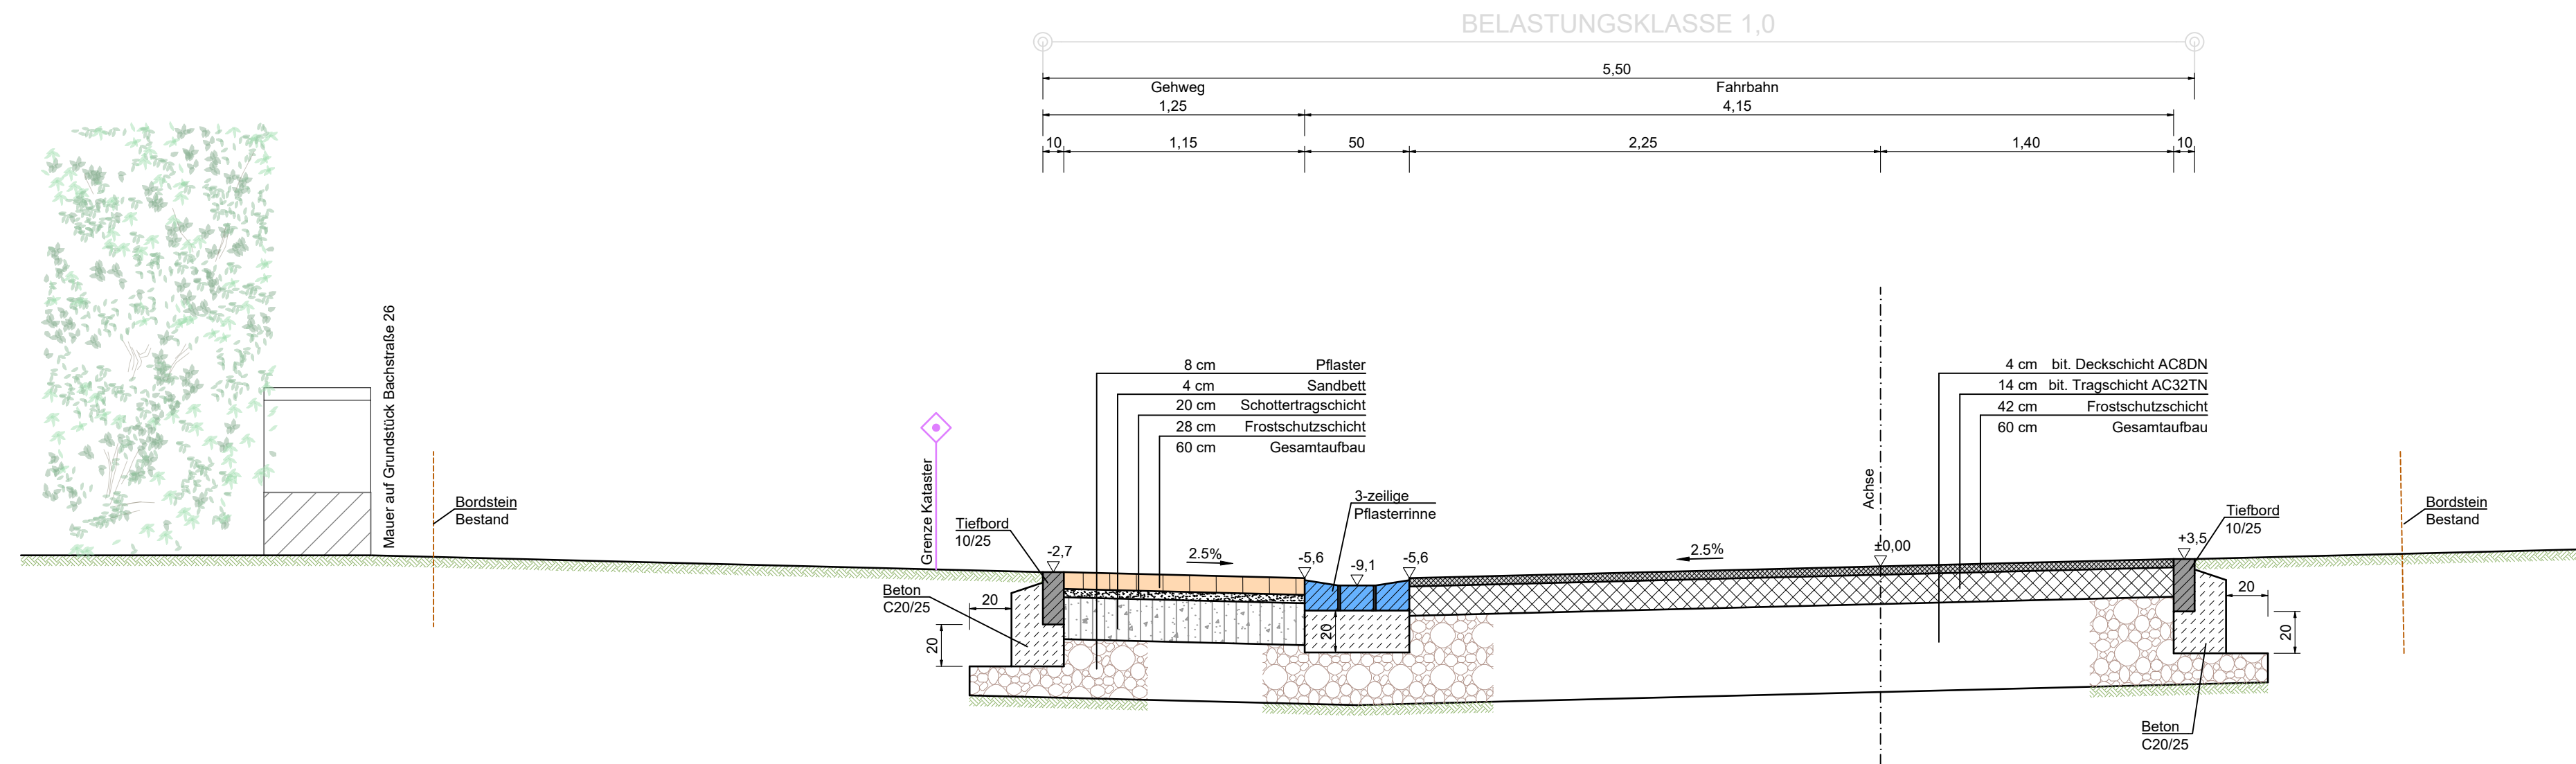 BELASTUNGSKLASSE 1,0
5,50
Gehweg
Fahrbahn
1,25
4,15
10
1,15
50
2,25
1,40
10
Mauer auf Grundstück Bachstraße 26
Bordstein
Bestand
Grenze Kataster
8 cm Pflaster
4 cm Sandbett
20 cm Schottertragschicht
28 cm Frostschutzschicht
60 cm Gesamtaufbau
4 cm bit. Deckschicht AC8DN
14 cm bit. Tragschicht AC32TN
42 cm Frostschutzschicht
60 cm Gesamtaufbau
Achse
3-zeilige
Pflasterrinne
Tiefbord
10/25
-2,7
2.5%
-5,6
-9,1
-5,6
2.5%
±0,00
+3,5
Tiefbord
10/25
Bordstein
Bestand
Beton
C20/25
20
20
20
20
20
Beton
C20/25